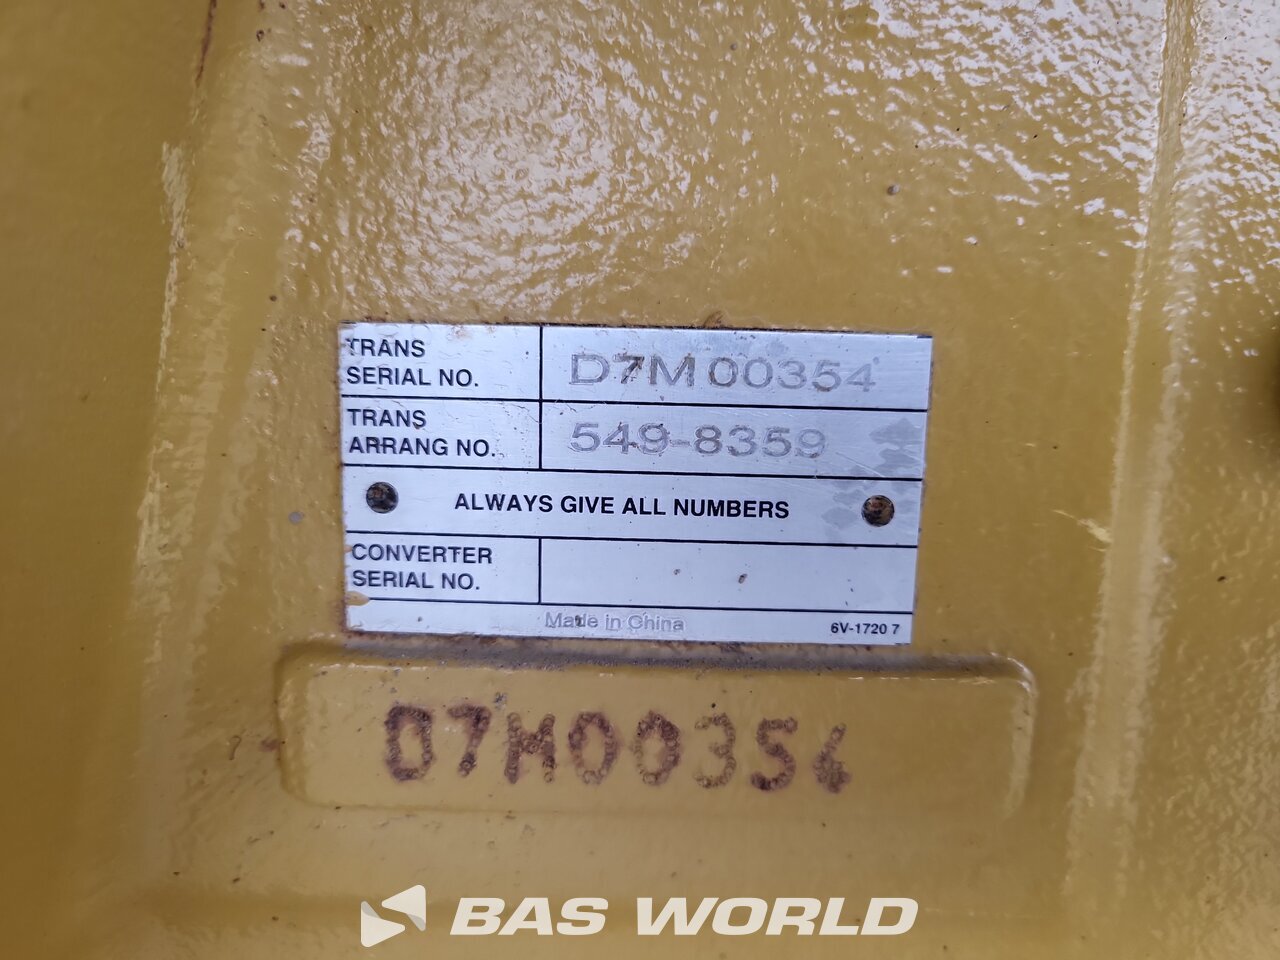 TRANS
SERIAL NO.
D7M00354
TRANS
ARRANG NO.
549-8359
ALWAYS GIVE ALL NUMBERS
CONVERTER
SERIAL NO.
Made in China
6V-1720 7
D7M00354
BAS WORLD